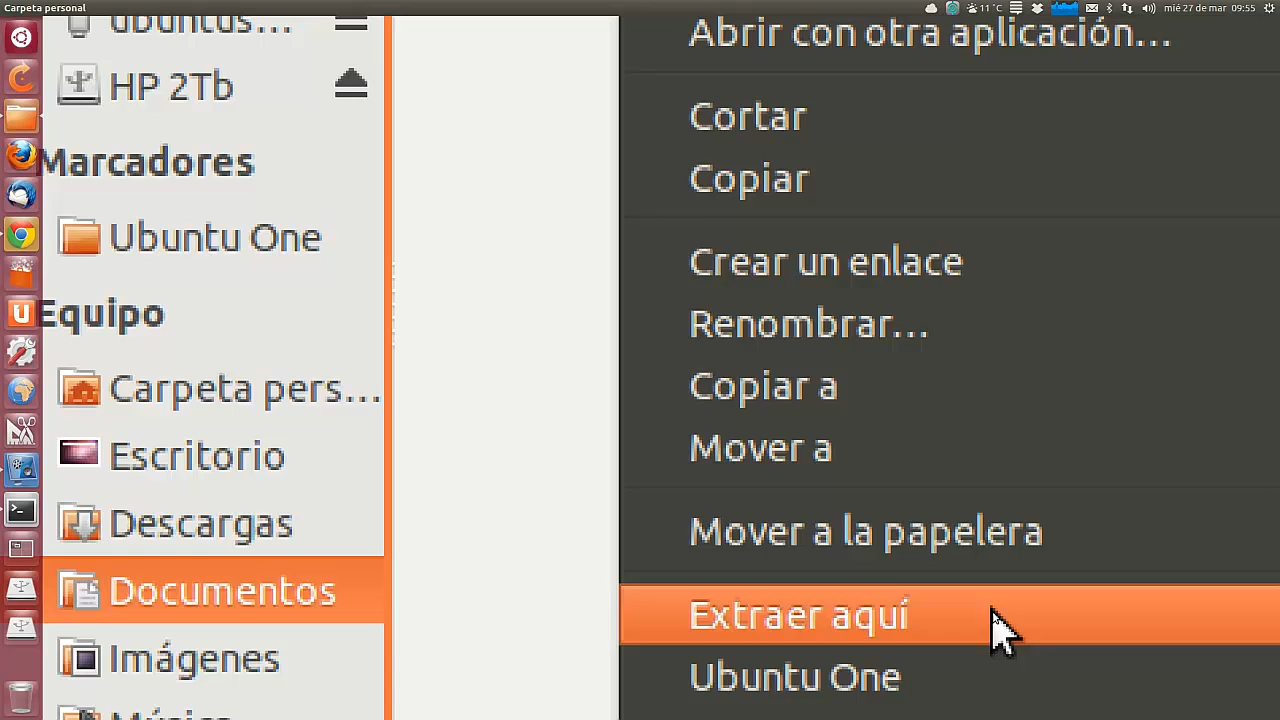 Carpeta personal
11 °C
mié 27 de mar 09:55
ubuntus...
HP 2Tb
Marcadores
Ubuntu One
Equipo
Carpeta pers...
Escritorio
Descargas
Documentos
Imágenes
Abrir con otra aplicación...
Cortar
Copiar
Crear un enlace
Renombrar...
Copiar a
Mover a
Mover a la papelera
Extraer aquí
Ubuntu One